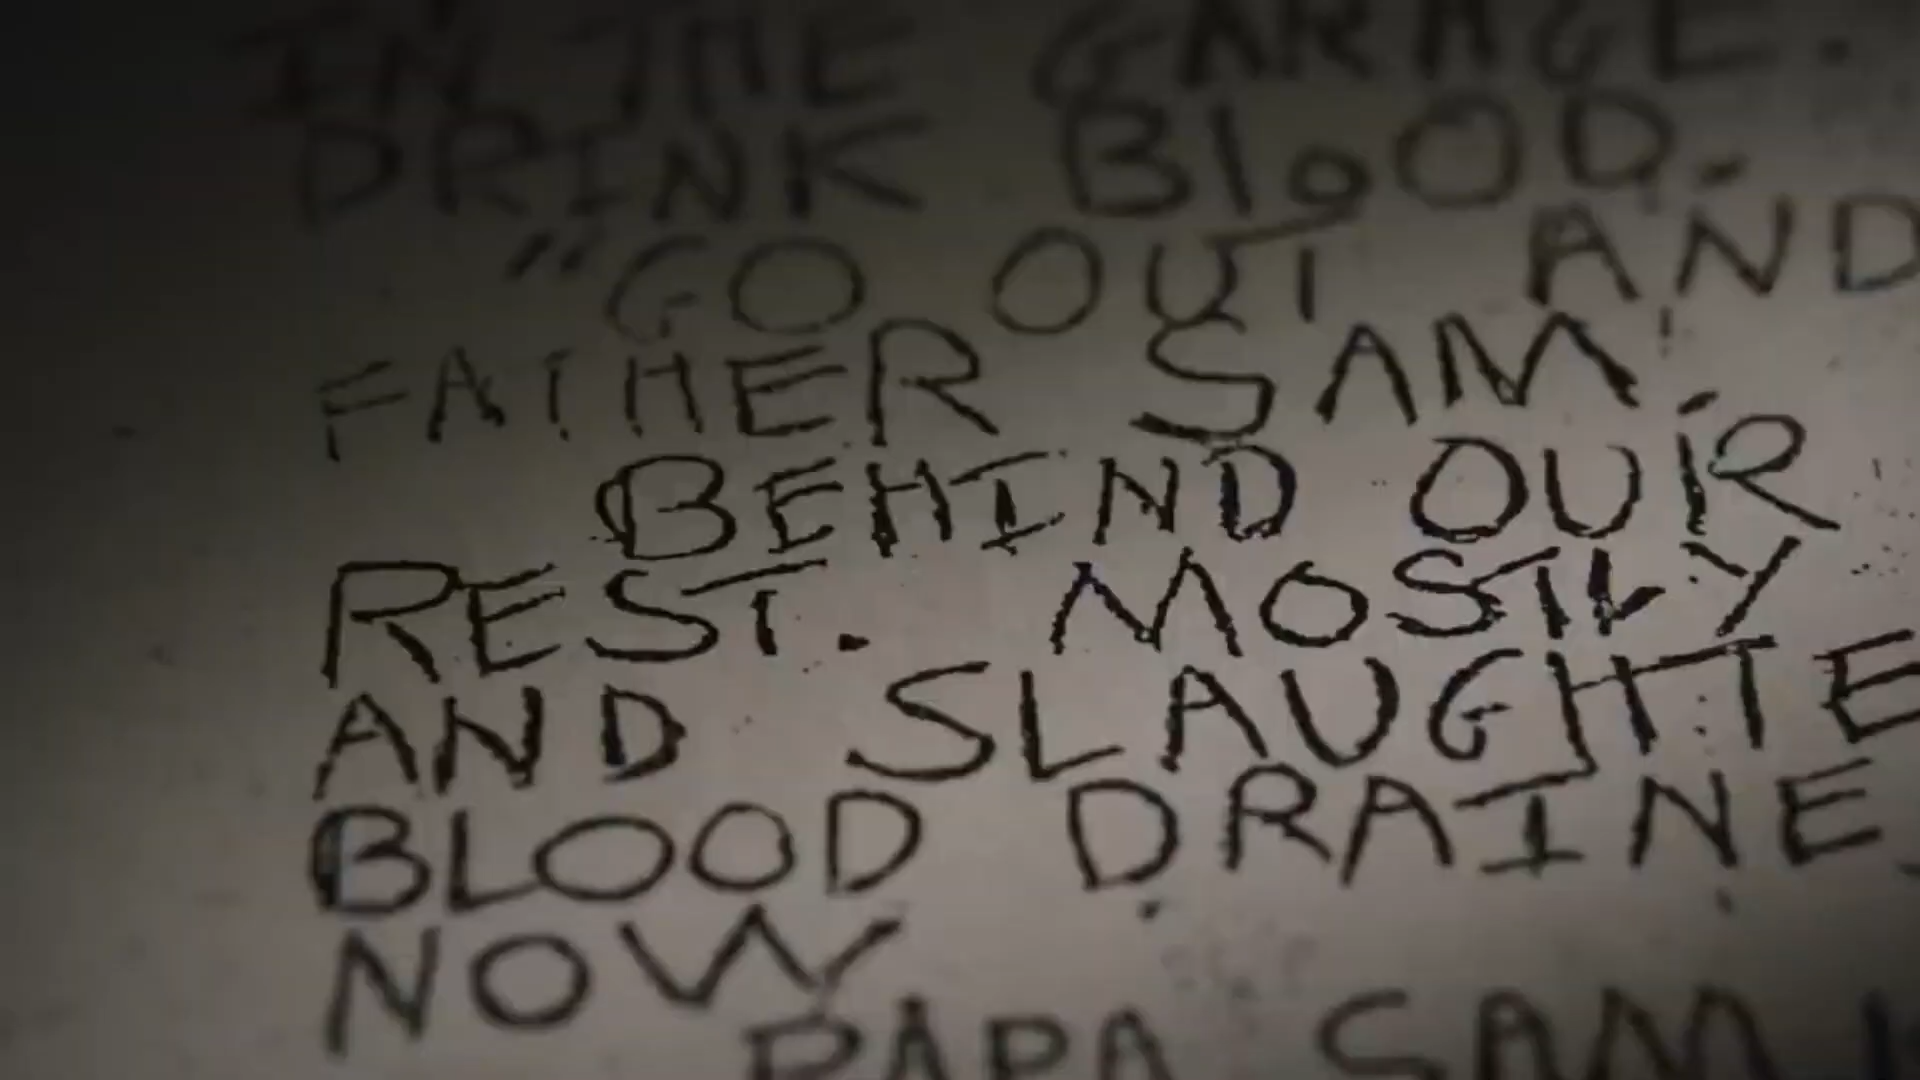 IN THE GARAGE.
DRINK BLOOD.
"GO OUT AND
FATHER SAM.
BEHIND OUR
REST. MOSTLY
AND SLAUGHTE
BLOOD DRAINE
NOW
PAPA SAM